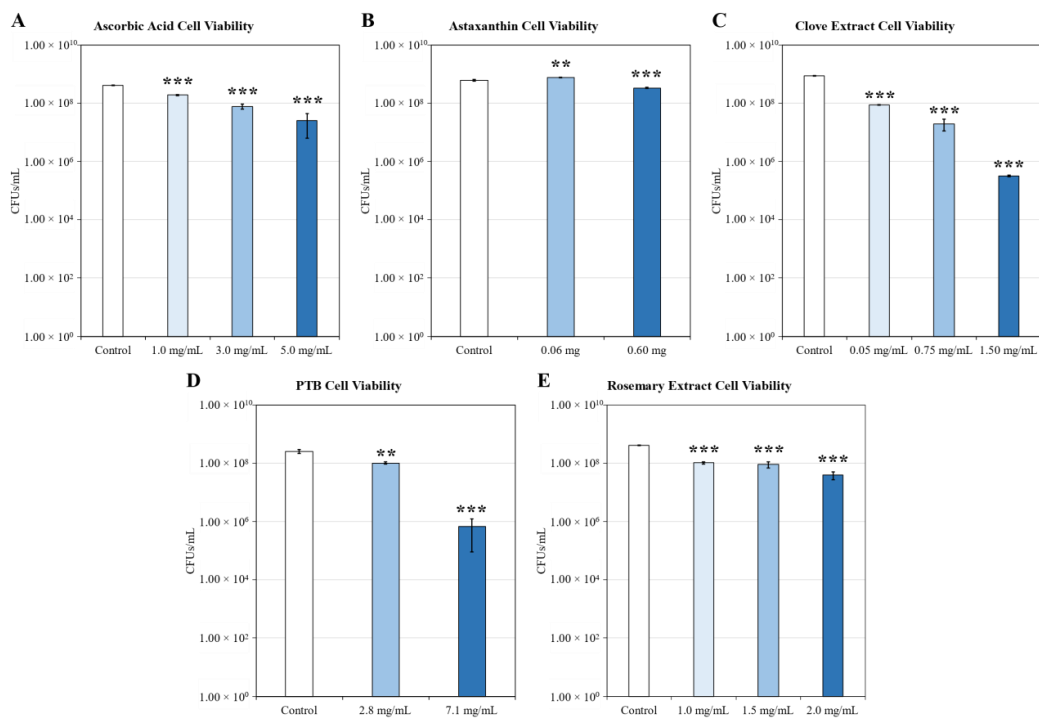 A
Ascorbic Acid Cell Viability
CFUs/mL
1.00 × 10¹⁰
1.00 × 10⁸
1.00 × 10⁶
1.00 × 10⁴
1.00 × 10²
1.00 × 10⁰
***
***
***
Control 1.0 mg/mL 3.0 mg/mL 5.0 mg/mL
B
Astaxanthin Cell Viability
CFUs/mL
1.00 × 10¹⁰
1.00 × 10⁸
1.00 × 10⁶
1.00 × 10⁴
1.00 × 10²
1.00 × 10⁰
**
***
Control 0.06 mg 0.60 mg
C
Clove Extract Cell Viability
CFUs/mL
1.00 × 10¹⁰
1.00 × 10⁸
1.00 × 10⁶
1.00 × 10⁴
1.00 × 10²
1.00 × 10⁰
***
***
***
Control 0.05 mg/mL 0.75 mg/mL 1.50 mg/mL
D
PTB Cell Viability
CFUs/mL
1.00 × 10¹⁰
1.00 × 10⁸
1.00 × 10⁶
1.00 × 10⁴
1.00 × 10²
1.00 × 10⁰
**
***
Control 2.8 mg/mL 7.1 mg/mL
E
Rosemary Extract Cell Viability
CFUs/mL
1.00 × 10¹⁰
1.00 × 10⁸
1.00 × 10⁶
1.00 × 10⁴
1.00 × 10²
1.00 × 10⁰
***
***
***
Control 1.0 mg/mL 1.5 mg/mL 2.0 mg/mL